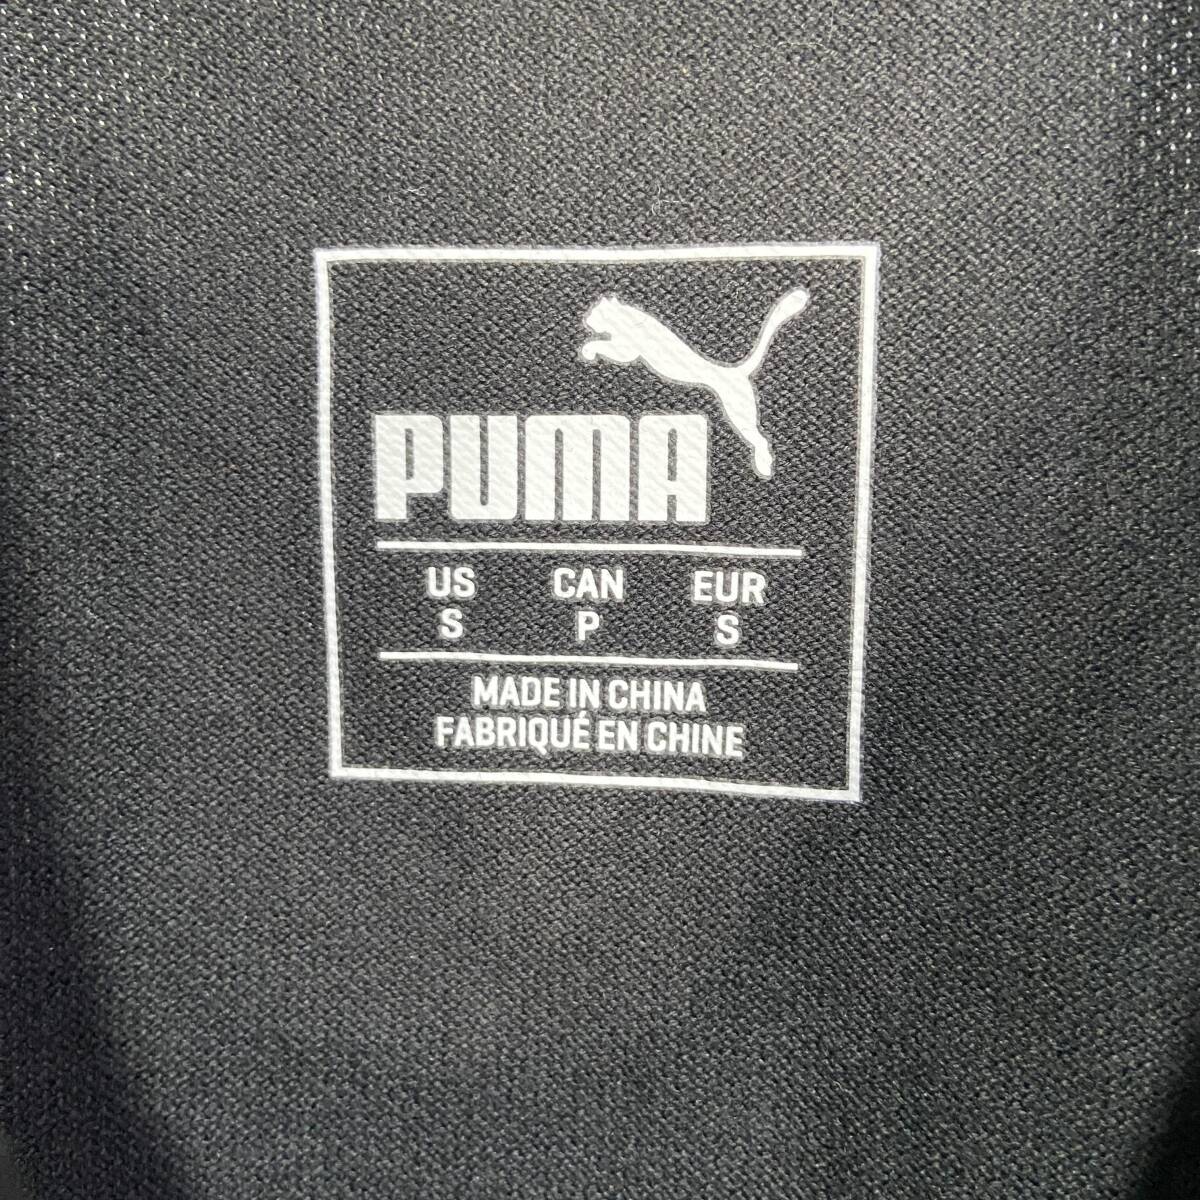 PUMA
US CAN EUR
S P S
MADE IN CHINA
FABRIQUÉ EN CHINE